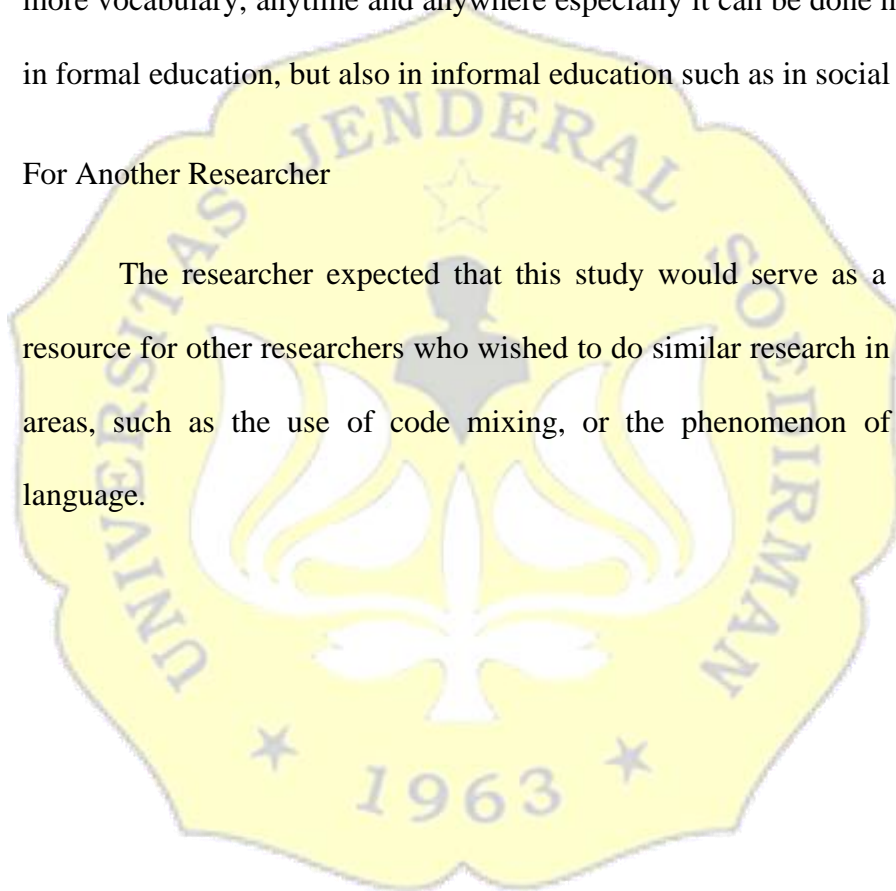 more vocabulary, anytime and anywhere especially it can be done
in formal education, but also in informal education such as in social
For Another Researcher
The researcher expected that this study would serve as a
resource for other researchers who wished to do similar research in
areas, such as the use of code mixing, or the phenomenon of
language.
UNIVERSITAS JENDERAL SOEDIRMAN
1963